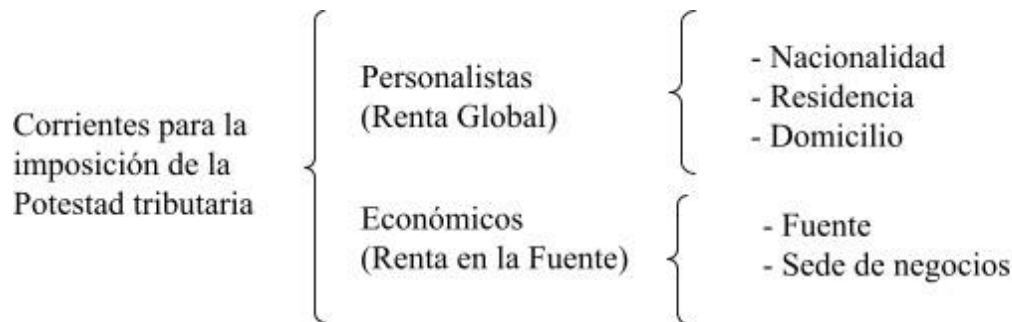 Corrientes para la
imposición de la
Potestad tributaria
Personalistas
(Renta Global)
- Nacionalidad
- Residencia
- Domicilio
Económicos
(Renta en la Fuente)
- Fuente
- Sede de negocios